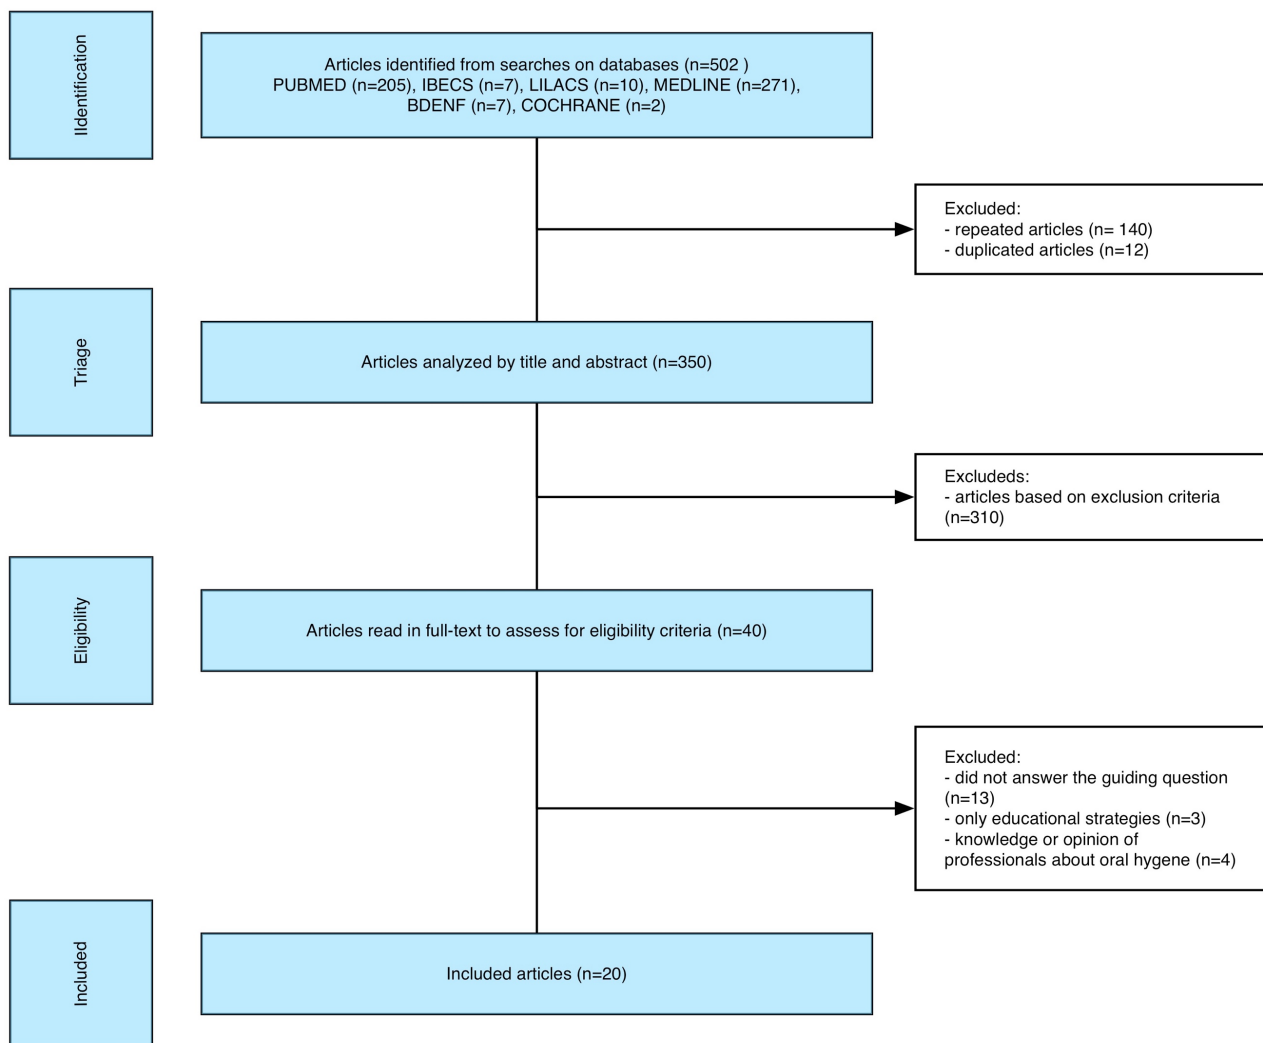 IIdentification
Articles identified from searches on databases (n=502 )
PUBMED (n=205), IBECS (n=7), LILACS (n=10), MEDLINE (n=271),
BDENF (n=7), COCHRANE (n=2)
Excluded:
- repeated articles (n= 140)
- duplicated articles (n=12)
Triage
Articles analyzed by title and abstract (n=350)
Excludeds:
- articles based on exclusion criteria
(n=310)
Eligibility
Articles read in full-text to assess for eligibility criteria (n=40)
Excluded:
- did not answer the guiding question
(n=13)
- only educational strategies (n=3)
- knowledge or opinion of
professionals about oral hygene (n=4)
Included
Included articles (n=20)